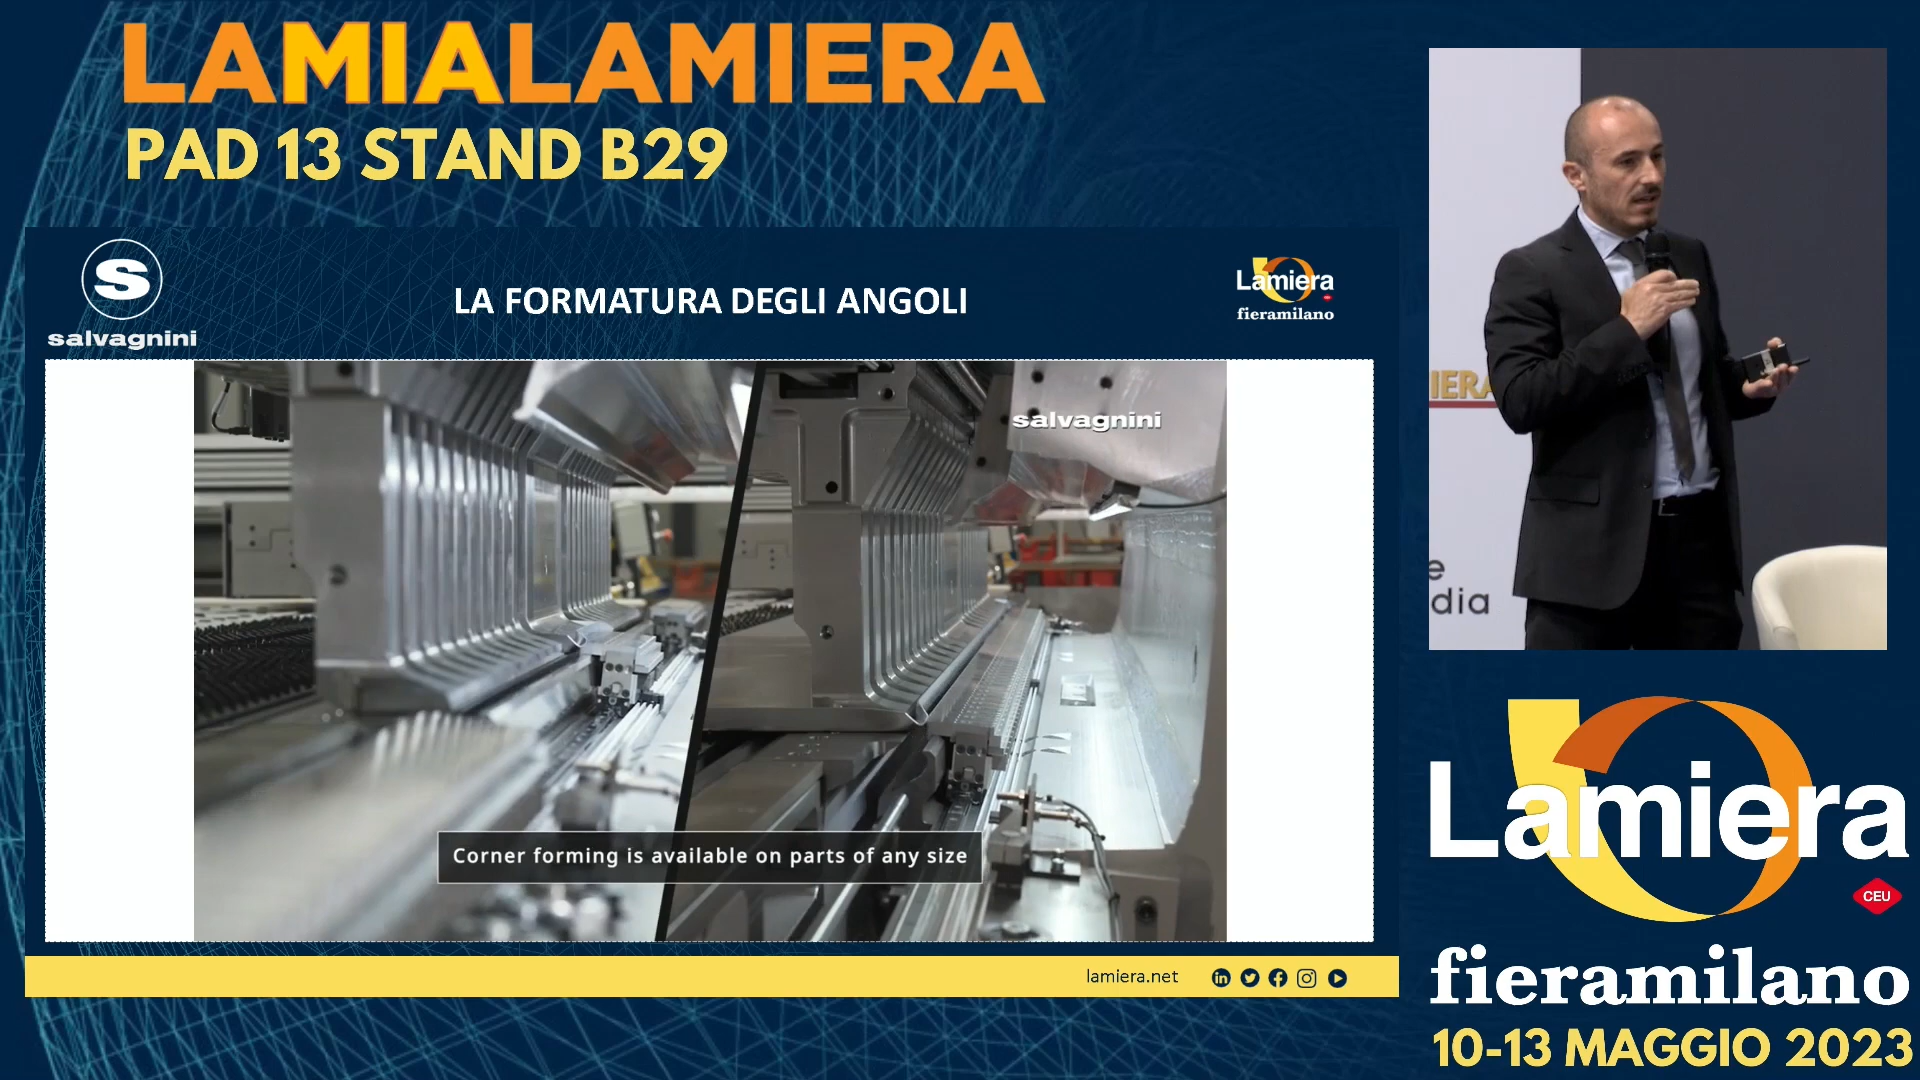 LAMIALAMIERA
PAD 13 STAND B29
S
salvagnini
LA FORMATURA DEGLI ANGOLI
Lamiera
fieramilano
salvagnini
Corner forming is available on parts of any size
lamiera.net
IERA
e
dia
Lamiera
CEU
fieramilano
10-13 MAGGIO 2023